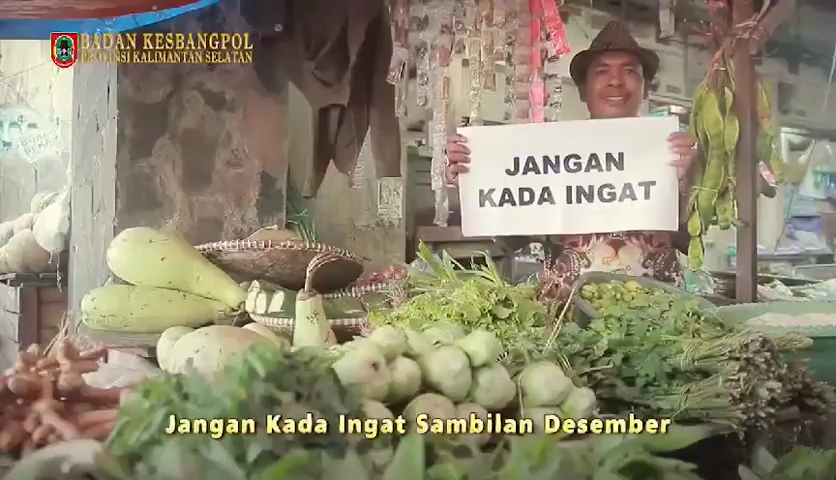 BADAN KESBANGPOL
PROVINSI KALIMANTAN SELATAN
JANGAN
KADA INGAT
Jangan Kada Ingat Sambilan Desember